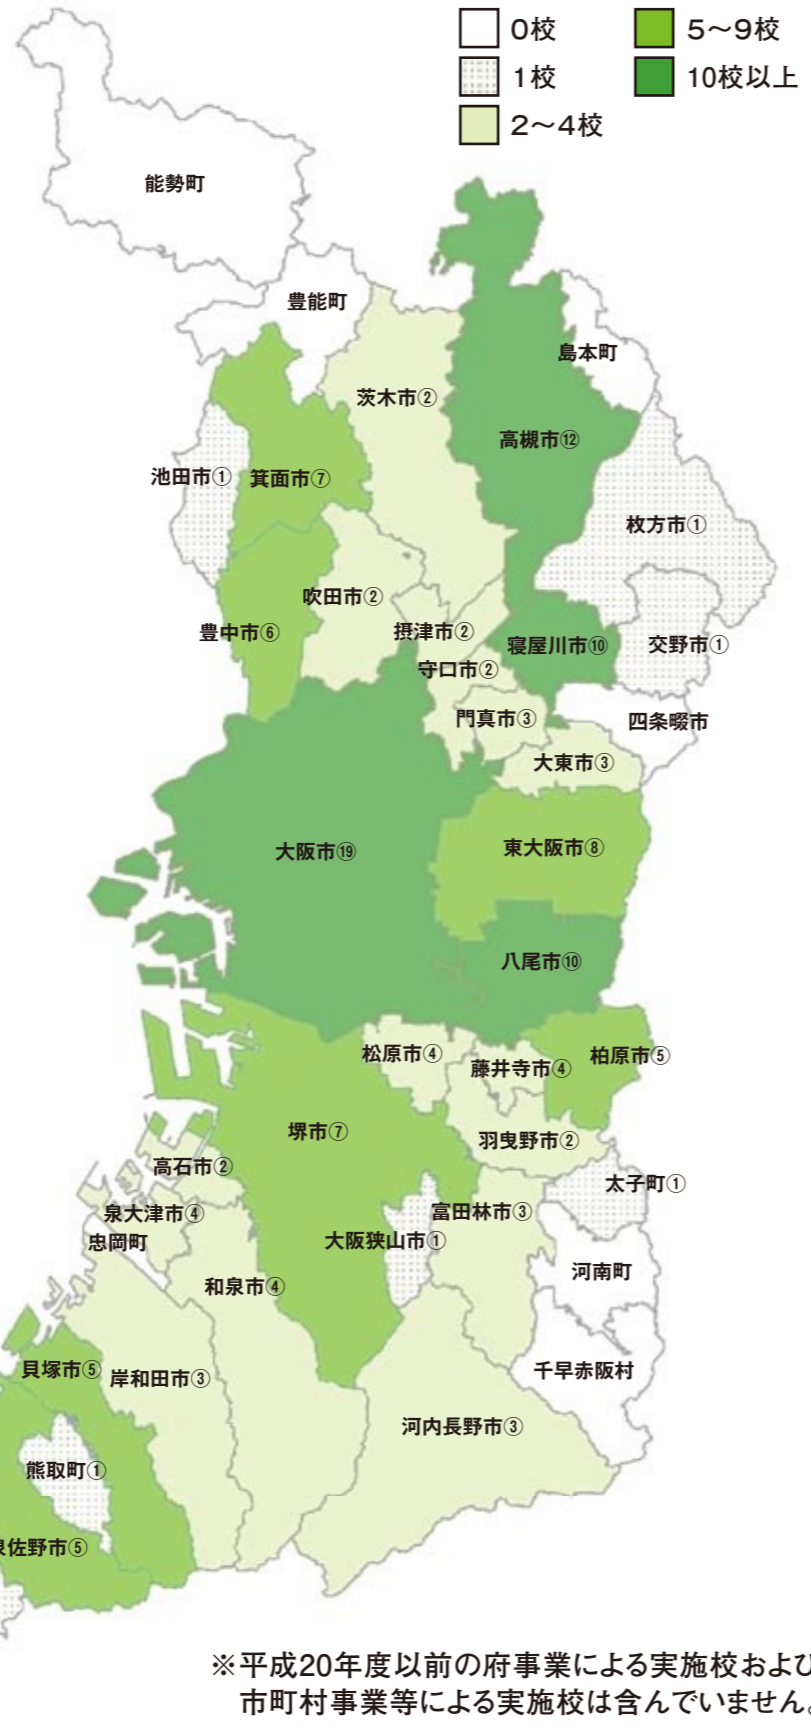 0校
5～9校
1校
10校以上
2～4校
能勢町
豊能町
島本町
茨木市②
高槻市⑫
池田市①
箕面市⑦
枚方市①
吹田市②
豊中市⑥
摂津市②
寝屋川市⑩
交野市①
守口市②
門真市③
四条畷市
大東市③
大阪市⑲
東大阪市⑧
八尾市⑩
松原市④
藤井寺市④
柏原市⑤
堺市⑦
羽曳野市②
高石市②
太子町①
泉大津市④
富田林市③
忠岡町
大阪狭山市①
河南町
和泉市④
貝塚市⑤
岸和田市③
千早赤阪村
河内長野市③
熊取町①
佐野市⑤
※平成20年度以前の府事業による実施校および
市町村事業等による実施校は含んでいません。